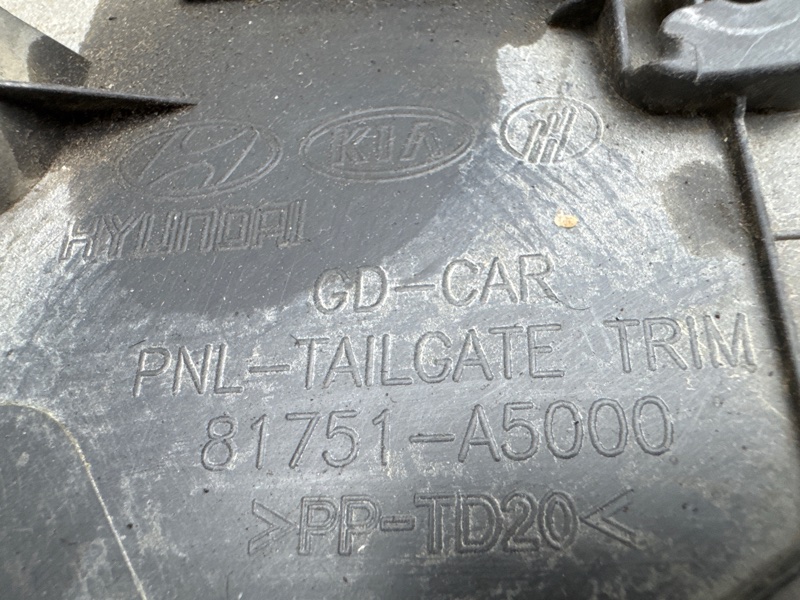 KIA
HYUNDAI
GD-CAR
PNL-TAILGATE TRIM
81751-A5000
>PP-TD20<